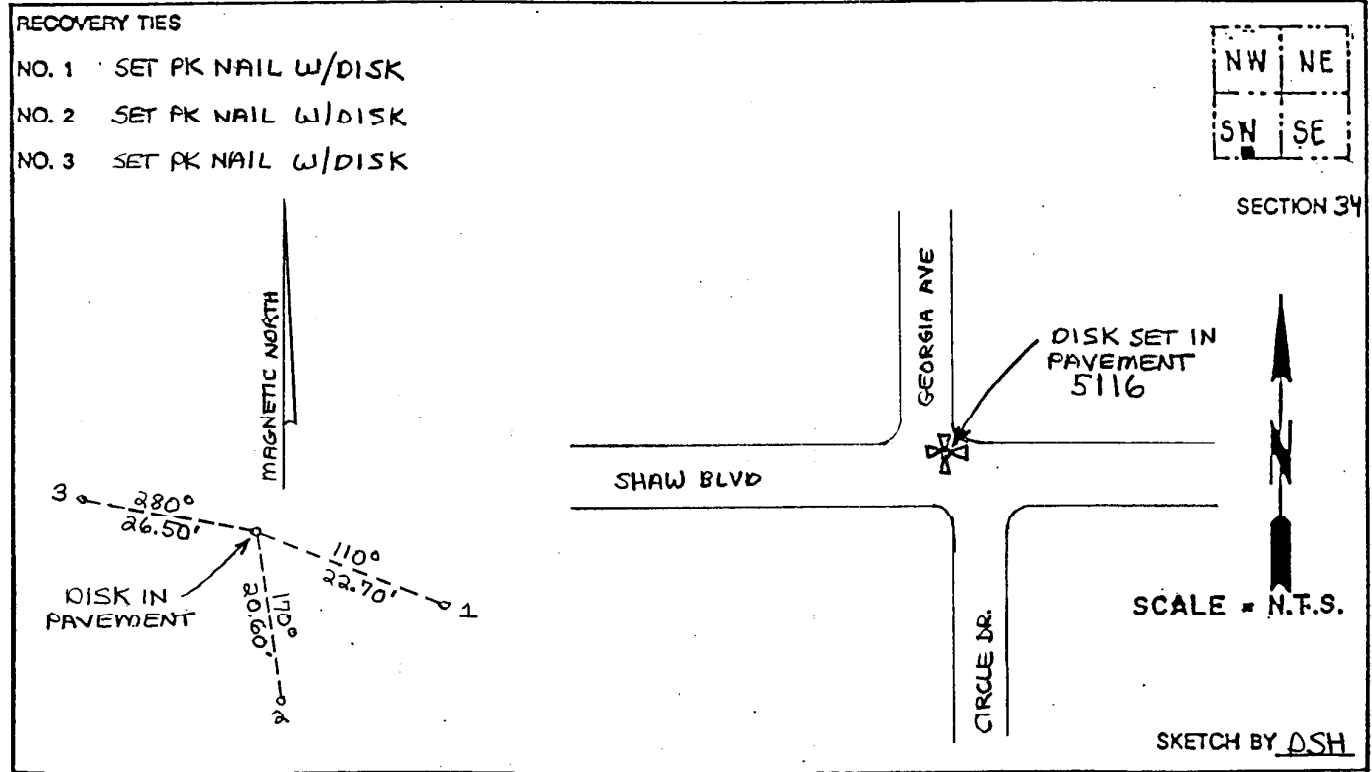 RECOVERY TIES
NO. 1 SET PK NAIL W/DISK
NO. 2 SET PK NAIL W/DISK
NO. 3 SET PK NAIL W/DISK
NW NE
SW SE
SECTION 34
MAGNETIC NORTH
3
280°
26.50'
110°
22.70'
1
170°
20.60'
2
DISK IN
PAVEMENT
GEORGIA AVE
DISK SET IN
PAVEMENT
5116
SHAW BLVD
CIRCLE DR.
N
SCALE = N.T.S.
SKETCH BY DSH